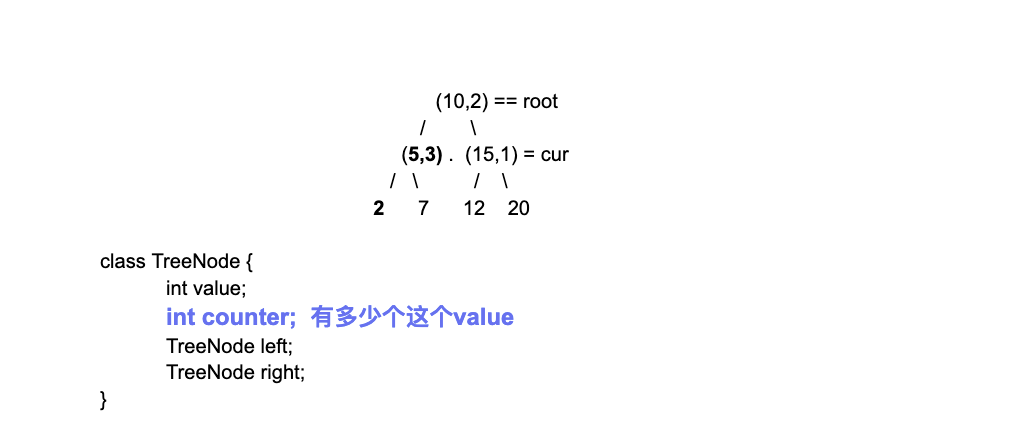 (10,2) == root
/ \
(5,3) . (15,1) = cur
/ \ / \
2 7 12 20
class TreeNode {
int value;
int counter; 有多少个这个value
TreeNode left;
TreeNode right;
}